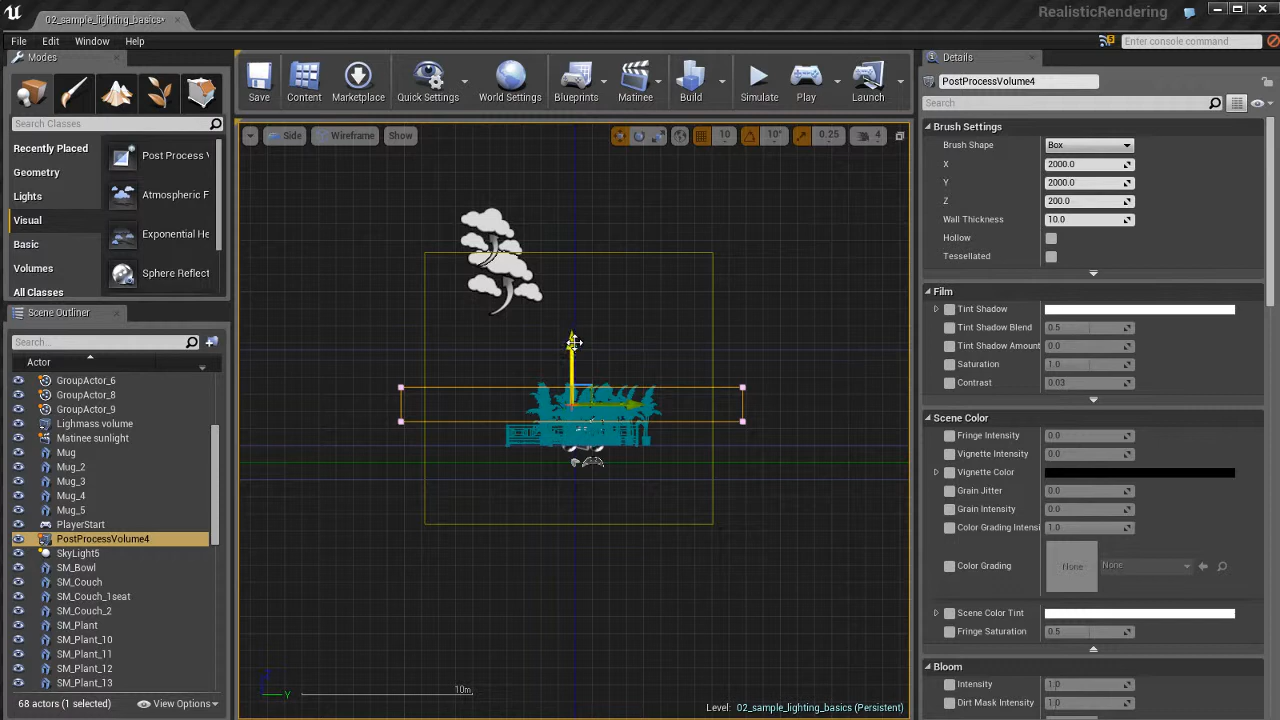 02_sample_lighting_basics*
RealisticRendering
File Edit Window Help
Enter console command
Modes
Search Classes
Recently Placed
Geometry
Lights
Visual
Basic
Volumes
All Classes
Post Process V
Atmospheric F
Exponential He
Sphere Reflect
Scene Outliner
Search...
Actor
GroupActor_6
GroupActor_8
GroupActor_9
Lighmass volume
Matinee sunlight
Mug
Mug_2
Mug_3
Mug_4
Mug_5
PlayerStart
PostProcessVolume4
SkyLight5
SM_Bowl
SM_Couch
SM_Couch_1seat
SM_Couch_2
SM_Plant
SM_Plant_10
SM_Plant_11
SM_Plant_12
SM_Plant_13
68 actors (1 selected)
View Options
Save Content Marketplace Quick Settings World Settings Blueprints Matinee Build Simulate Play Launch
Side Wireframe Show
10 10° 0.25 4
Y
10m
Level: 02_sample_lighting_basics (Persistent)
Details
PostProcessVolume4
Search
Brush Settings
Brush Shape Box
X 2000.0
Y 2000.0
Z 200.0
Wall Thickness 10.0
Hollow
Tessellated
Film
Tint Shadow
Tint Shadow Blend 0.5
Tint Shadow Amount 0.0
Saturation 1.0
Contrast 0.03
Scene Color
Fringe Intensity 0.0
Vignette Intensity 0.0
Vignette Color
Grain Jitter 0.0
Grain Intensity 0.0
Color Grading Intensi 1.0
Color Grading None None
Scene Color Tint
Fringe Saturation 0.5
Bloom
Intensity 1.0
Dirt Mask Intensity 1.0